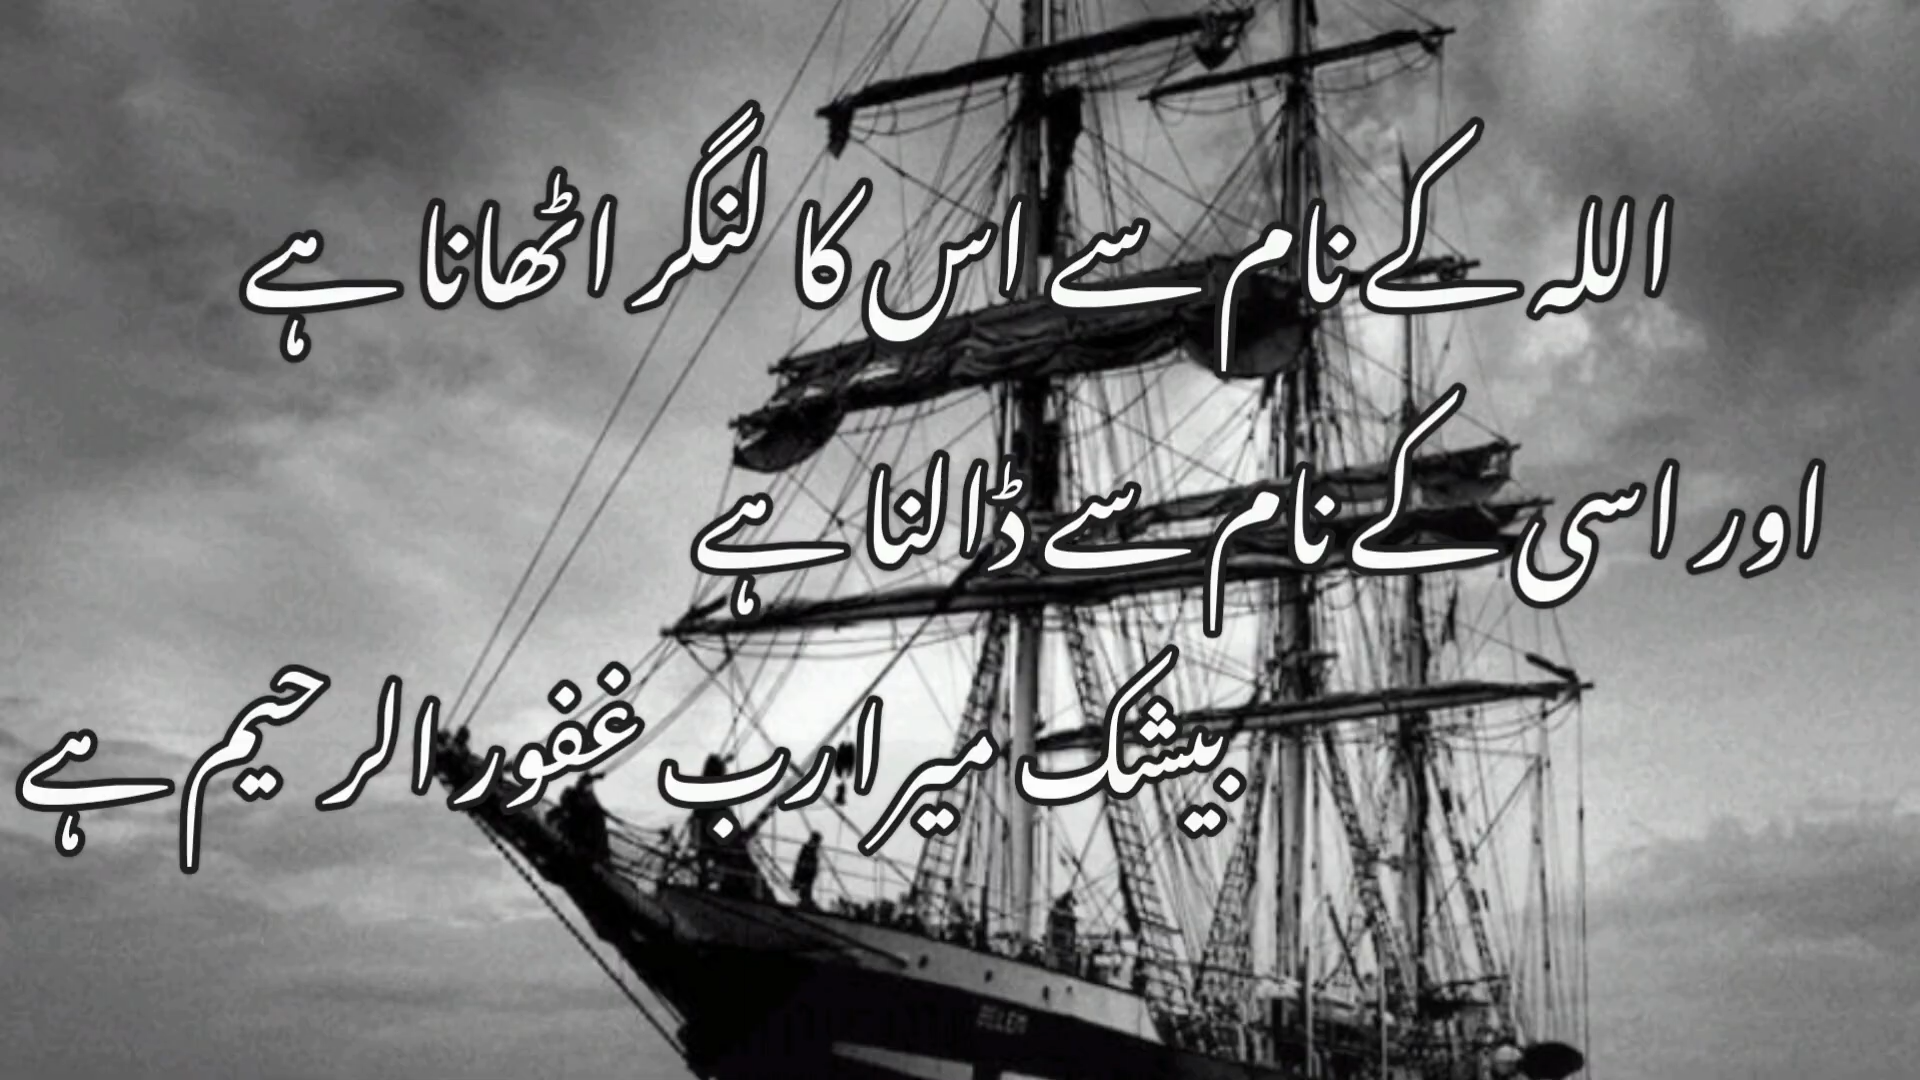 اللہ کے نام سے اس کا لنگر اٹھانا ہے
اور اسی کے نام سے ڈالنا ہے
بیشک میرا رب غفور الرحیم ہے